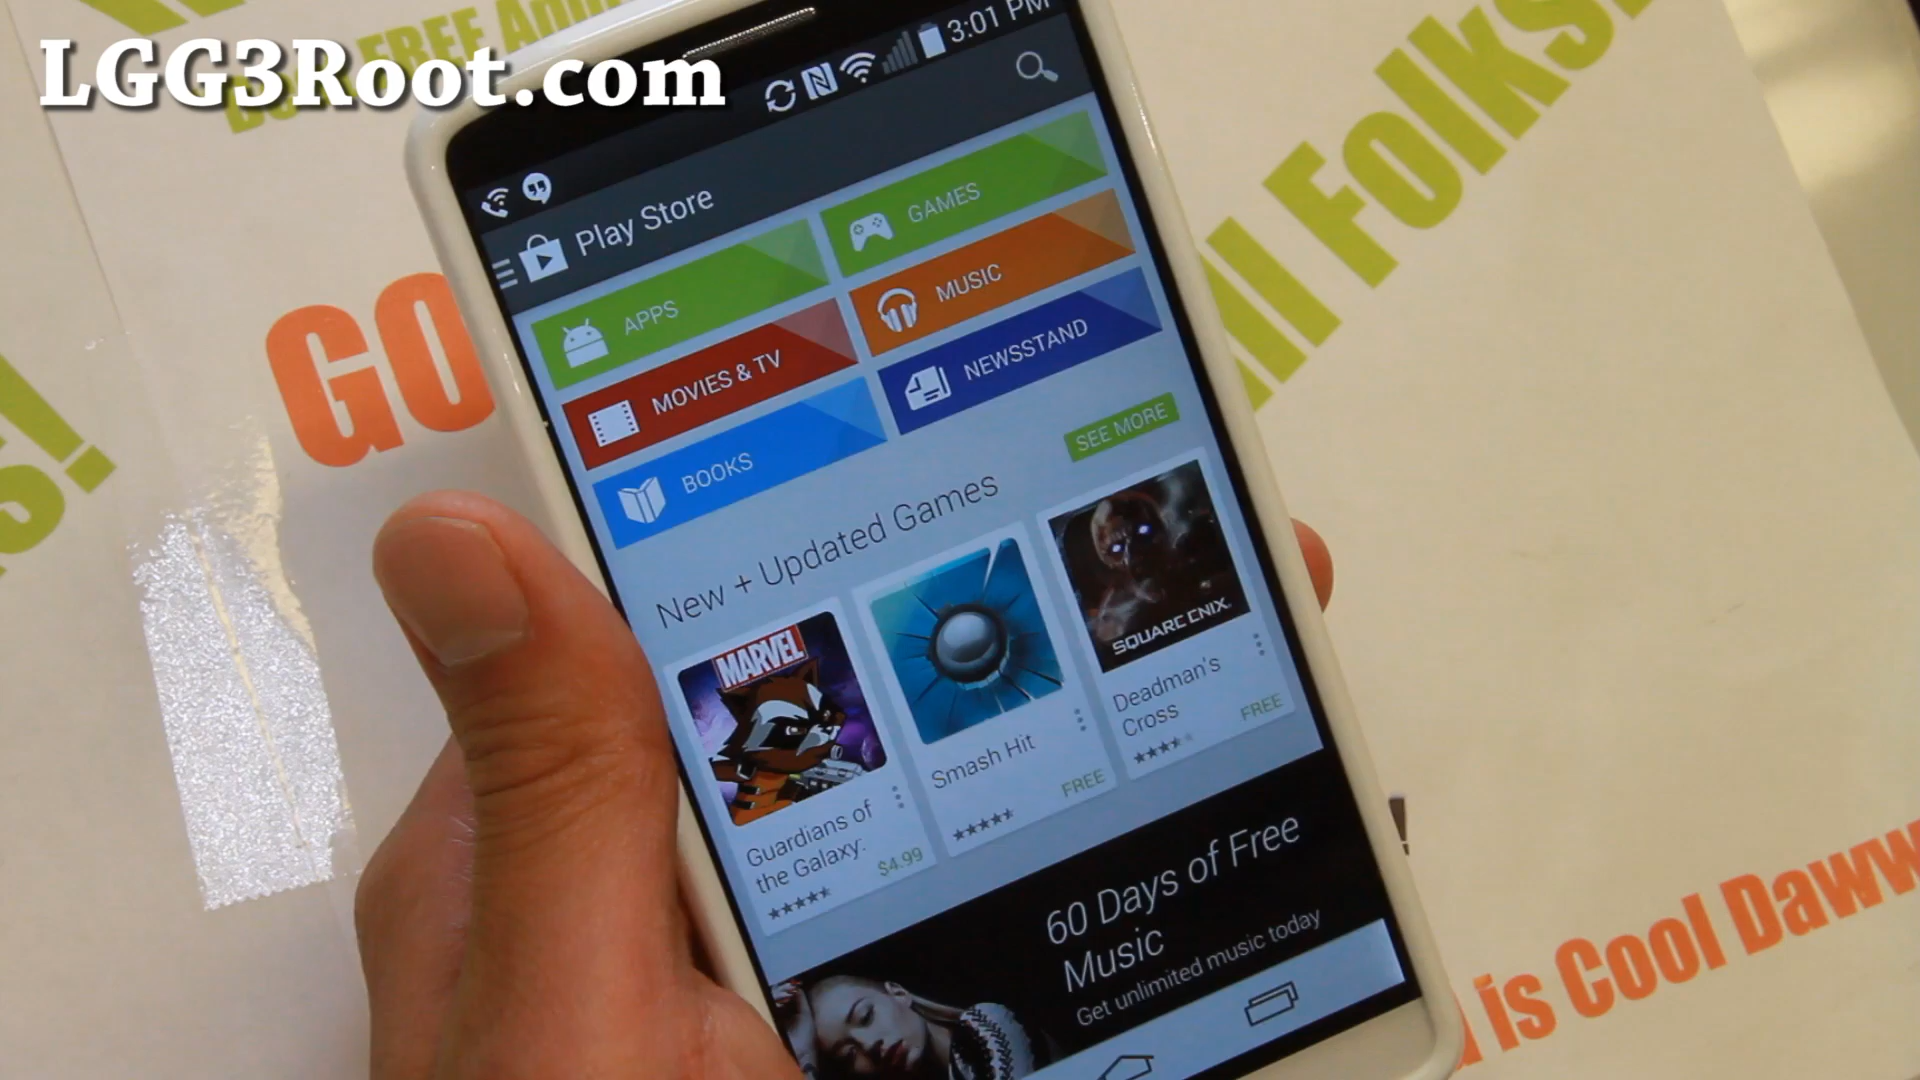 LGG3Root.com
3:01 PM
Play Store
APPS
GAMES
MOVIES & TV
MUSIC
BOOKS
NEWSSTAND
New + Updated Games
SEE MORE
MARVEL
Guardians of
the Galaxy:
$4.99
Smash Hit
FREE
SQUARE ENIX
Deadman's
Cross
FREE
60 Days of Free
Music
Get unlimited music today
FREE
GO
HI Folks!
is Cool Daww